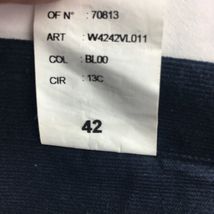 OF N° : 70813
ART : W4242VL011
COL : BL00
CIR : 13C
42